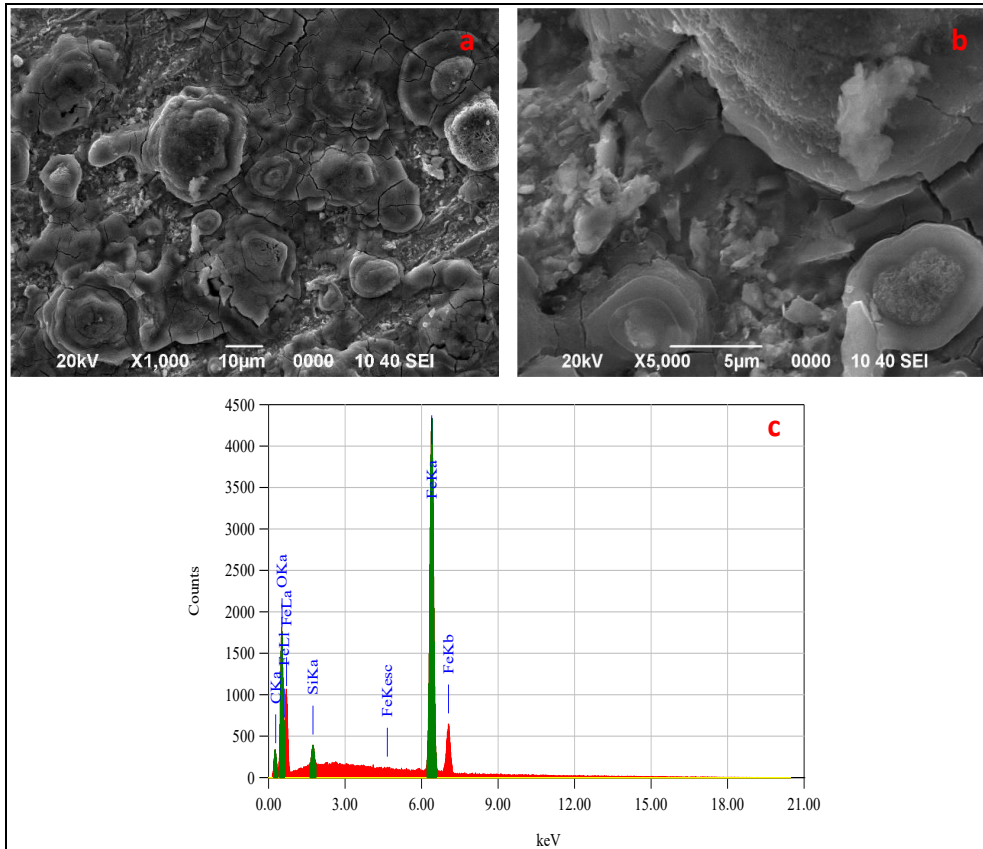 a
20kV X1,000 10µm 0000 10 40 SEI
b
20kV X5,000 5µm 0000 10 40 SEI
c
4500
4000
3500
3000
2500
2000
1500
1000
500
0
Counts
CKa
OKa
FeLl
FeLa
SiKa
FeKesc
FeKa
FeKb
0.00 3.00 6.00 9.00 12.00 15.00 18.00 21.00
keV